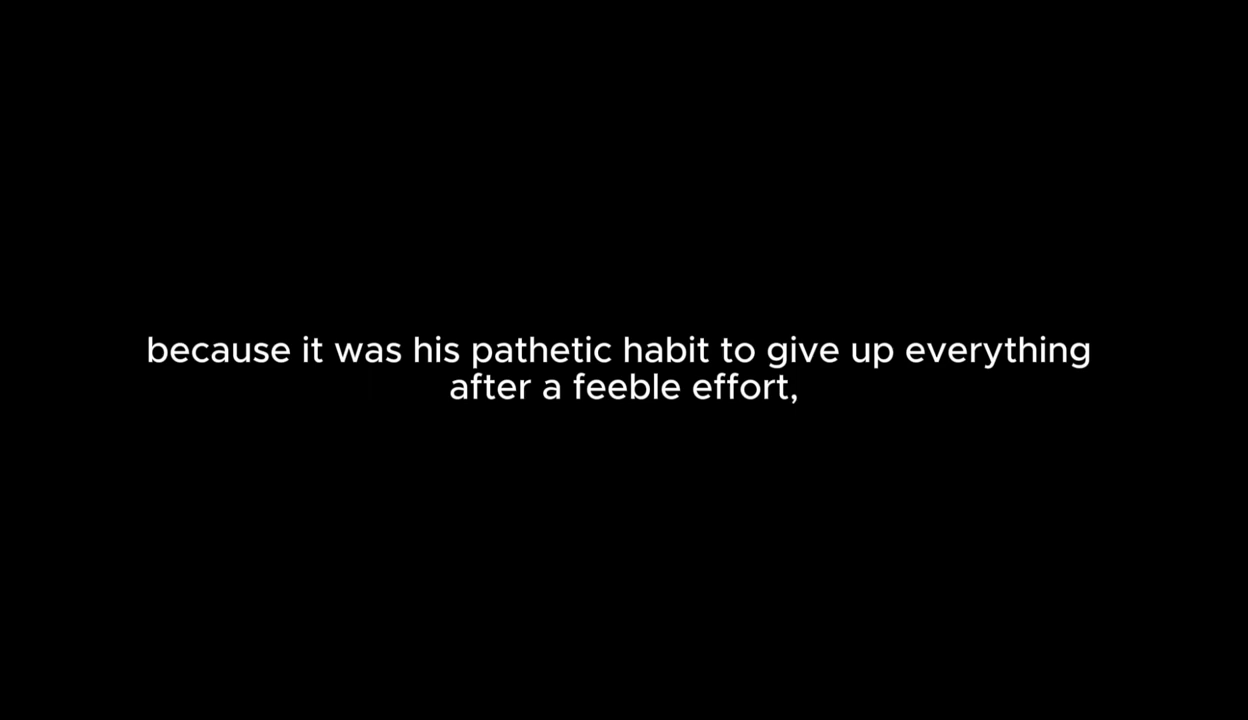 because it was his pathetic habit to give up everything
after a feeble effort,